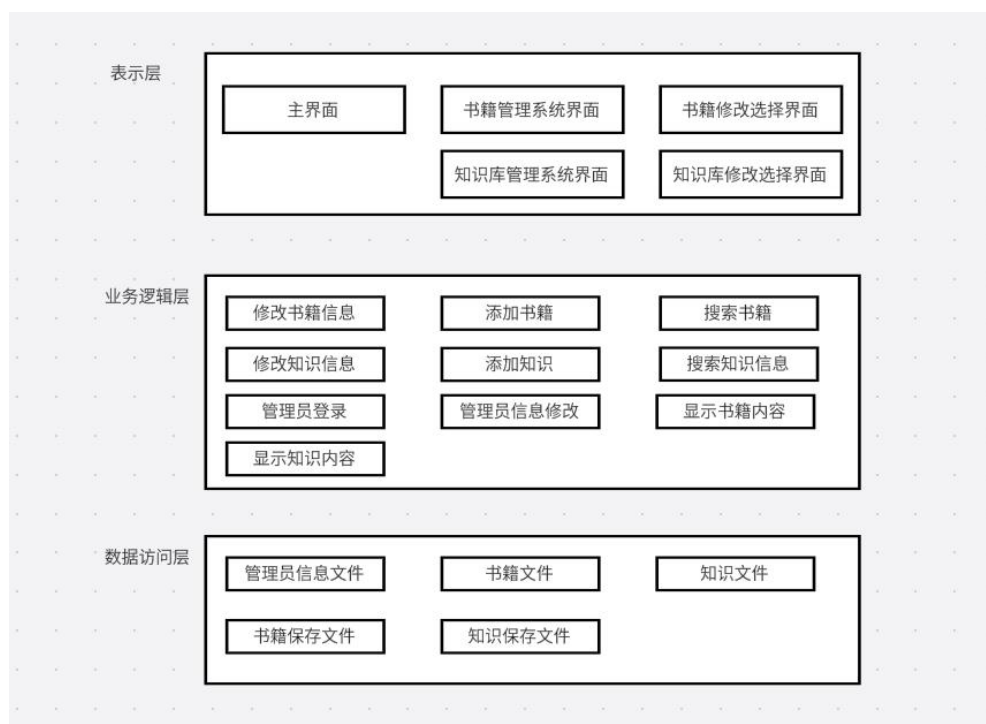 表示层
主界面
书籍管理系统界面
书籍修改选择界面
知识库管理系统界面
知识库修改选择界面
业务逻辑层
修改书籍信息
添加书籍
搜索书籍
修改知识信息
添加知识
搜索知识信息
管理员登录
管理员信息修改
显示书籍内容
显示知识内容
数据访问层
管理员信息文件
书籍文件
知识文件
书籍保存文件
知识保存文件